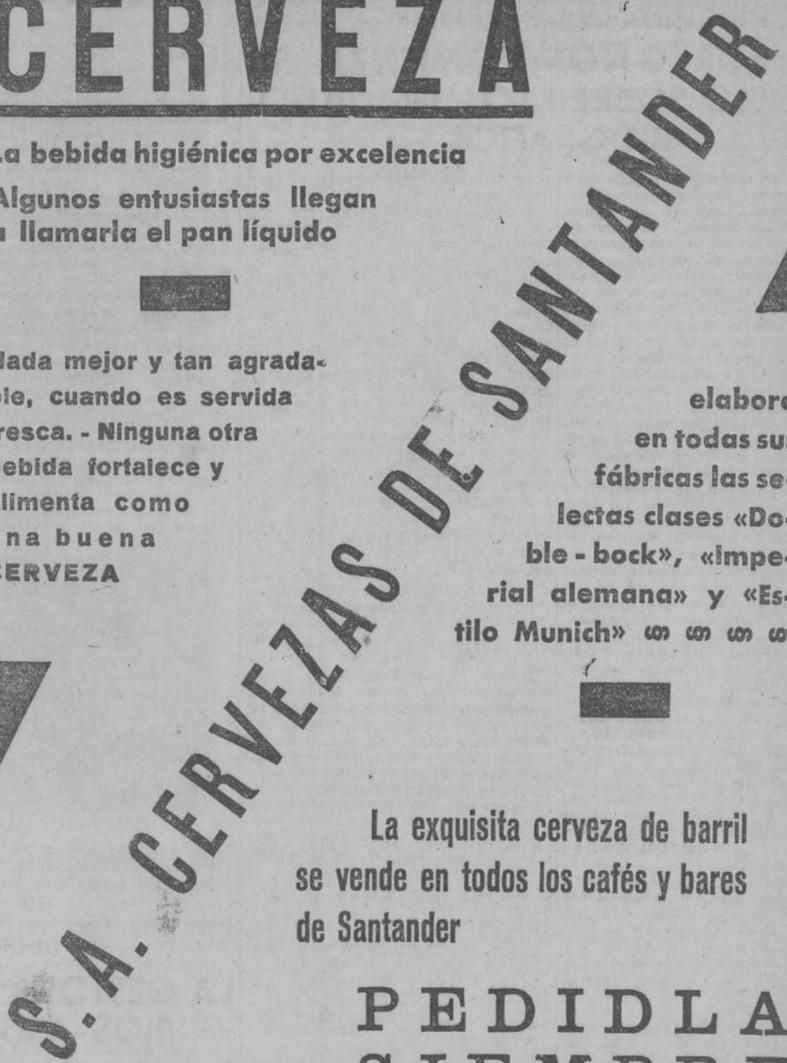 CERVEZA
La bebida higiénica por excelencia
Algunos entusiastas llegan
a llamarla el pan líquido
Nada mejor y tan agrada-
ble, cuando es servida
fresca. - Ninguna otra
bebida fortalece y
alimenta como
una buena
CERVEZA
S.A. CERVEZAS DE SANTANDER
elabora
en todas sus
fábricas las se-
lectas clases «Do-
ble-bock», «Impe-
rial alemana» y «Es-
tilo Munich»
La exquisita cerveza de barril
se vende en todos los cafés y bares
de Santander
PEDIDLA
SIEMPRE